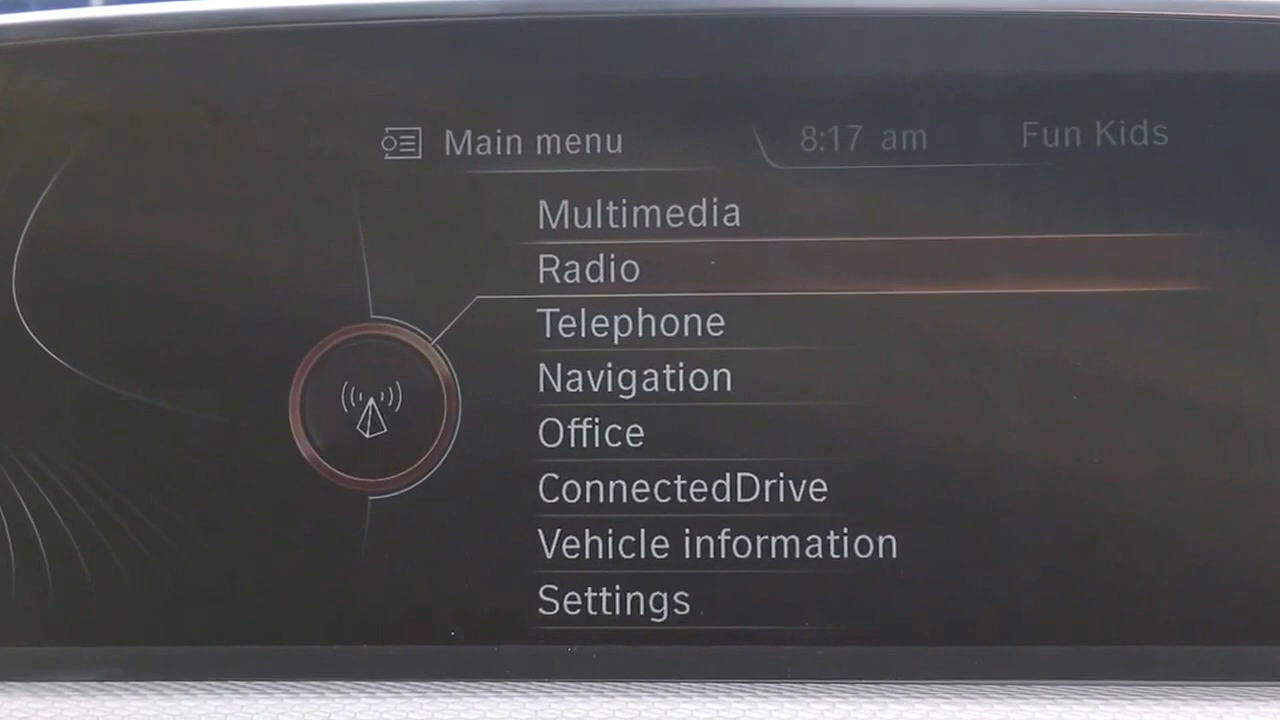 Main menu 8:17 am Fun Kids
Multimedia
Radio
Telephone
Navigation
Office
ConnectedDrive
Vehicle information
Settings